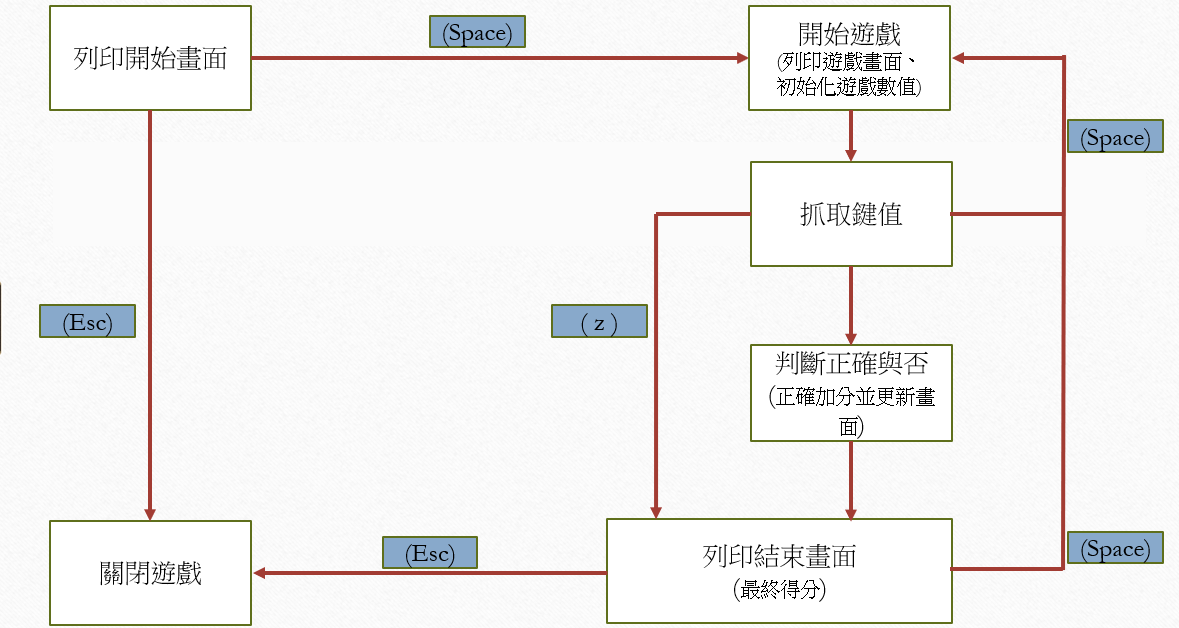 列印開始畫面
(Space)
開始遊戲
(列印遊戲畫面、
初始化遊戲數值)
(Space)
抓取鍵值
(Esc)
( z )
判斷正確與否
(正確加分並更新畫
面)
(Esc)
(Space)
關閉遊戲
列印結束畫面
(最終得分)